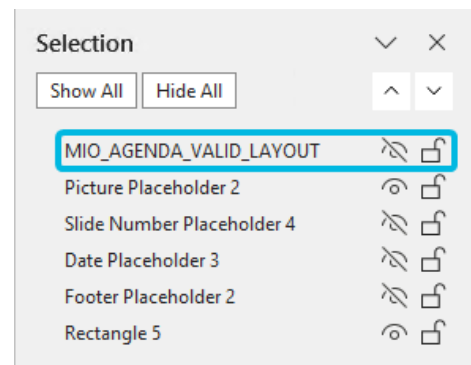 Selection
Show All Hide All
MIO_AGENDA_VALID_LAYOUT
Picture Placeholder 2
Slide Number Placeholder 4
Date Placeholder 3
Footer Placeholder 2
Rectangle 5